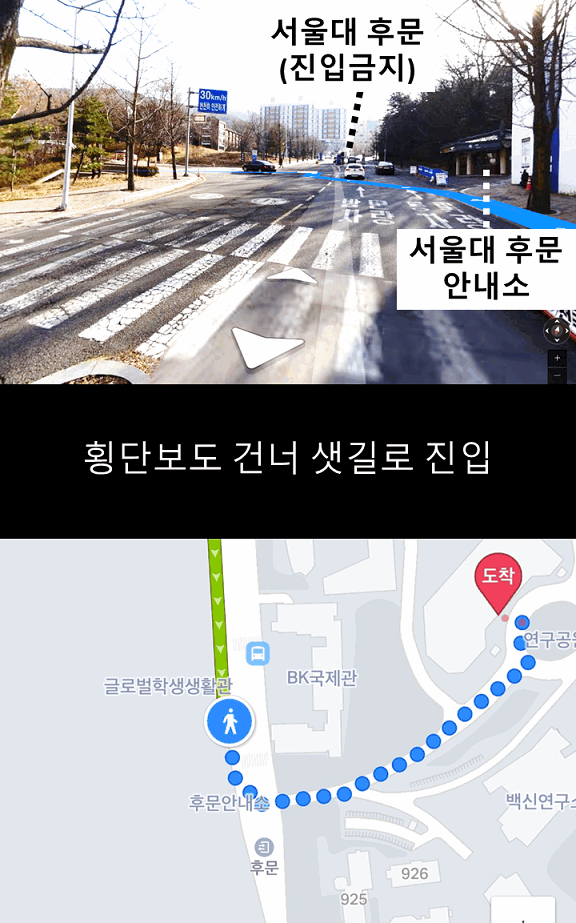 서울대 후문
(진입금지)
30km/h
서울대 후문
안내소
횡단보도 건너 샛길로 진입
도착
연구공원
글로벌학생생활관
BK국제관
후문안내소
백신연구소
후문
926
925